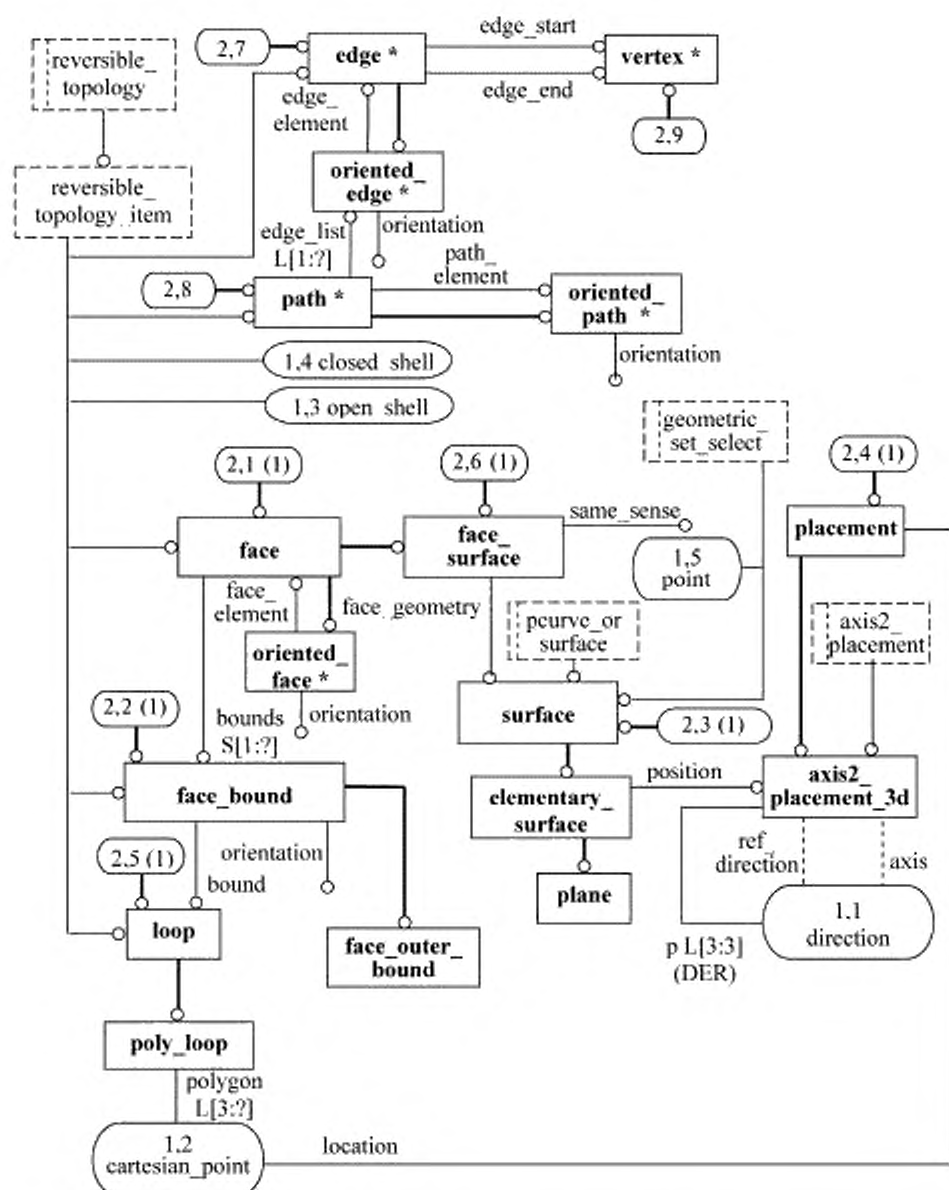 edge_start
reversible_
topology
2,7
edge *
vertex *
edge_
element
edge_end
2,9
oriented_
edge *
reversible_
topology_item
edge_list
L[1:?]
orientation
path_
element
2,8
path *
oriented_
path *
1,4 closed shell
orientation
1,3 open shell
geometric_
set_select
2,1 (1)
2,6 (1)
2,4 (1)
same_sense
face
face_
surface
placement
1,5
point
face_
element
face_geometry
pcurve_or
surface
axis2_
placement
oriented_
face *
2,2 (1)
bounds
S[1:?]
orientation
surface
2,3 (1)
face_bound
elementary_
surface
position
axis2_
placement_3d
2,5 (1)
orientation
bound
ref_
direction
axis
plane
loop
face_outer_
bound
1,1
direction
p L[3:3]
(DER)
poly_loop
polygon
L[3:?]
1,2
cartesian_point
location